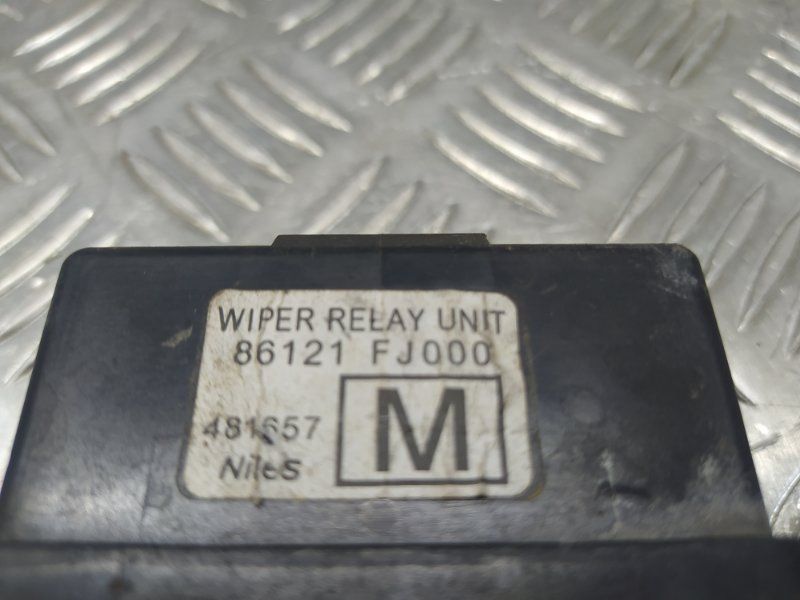 WIPER RELAY UNIT
86121 FJ000
481657
M
Niles